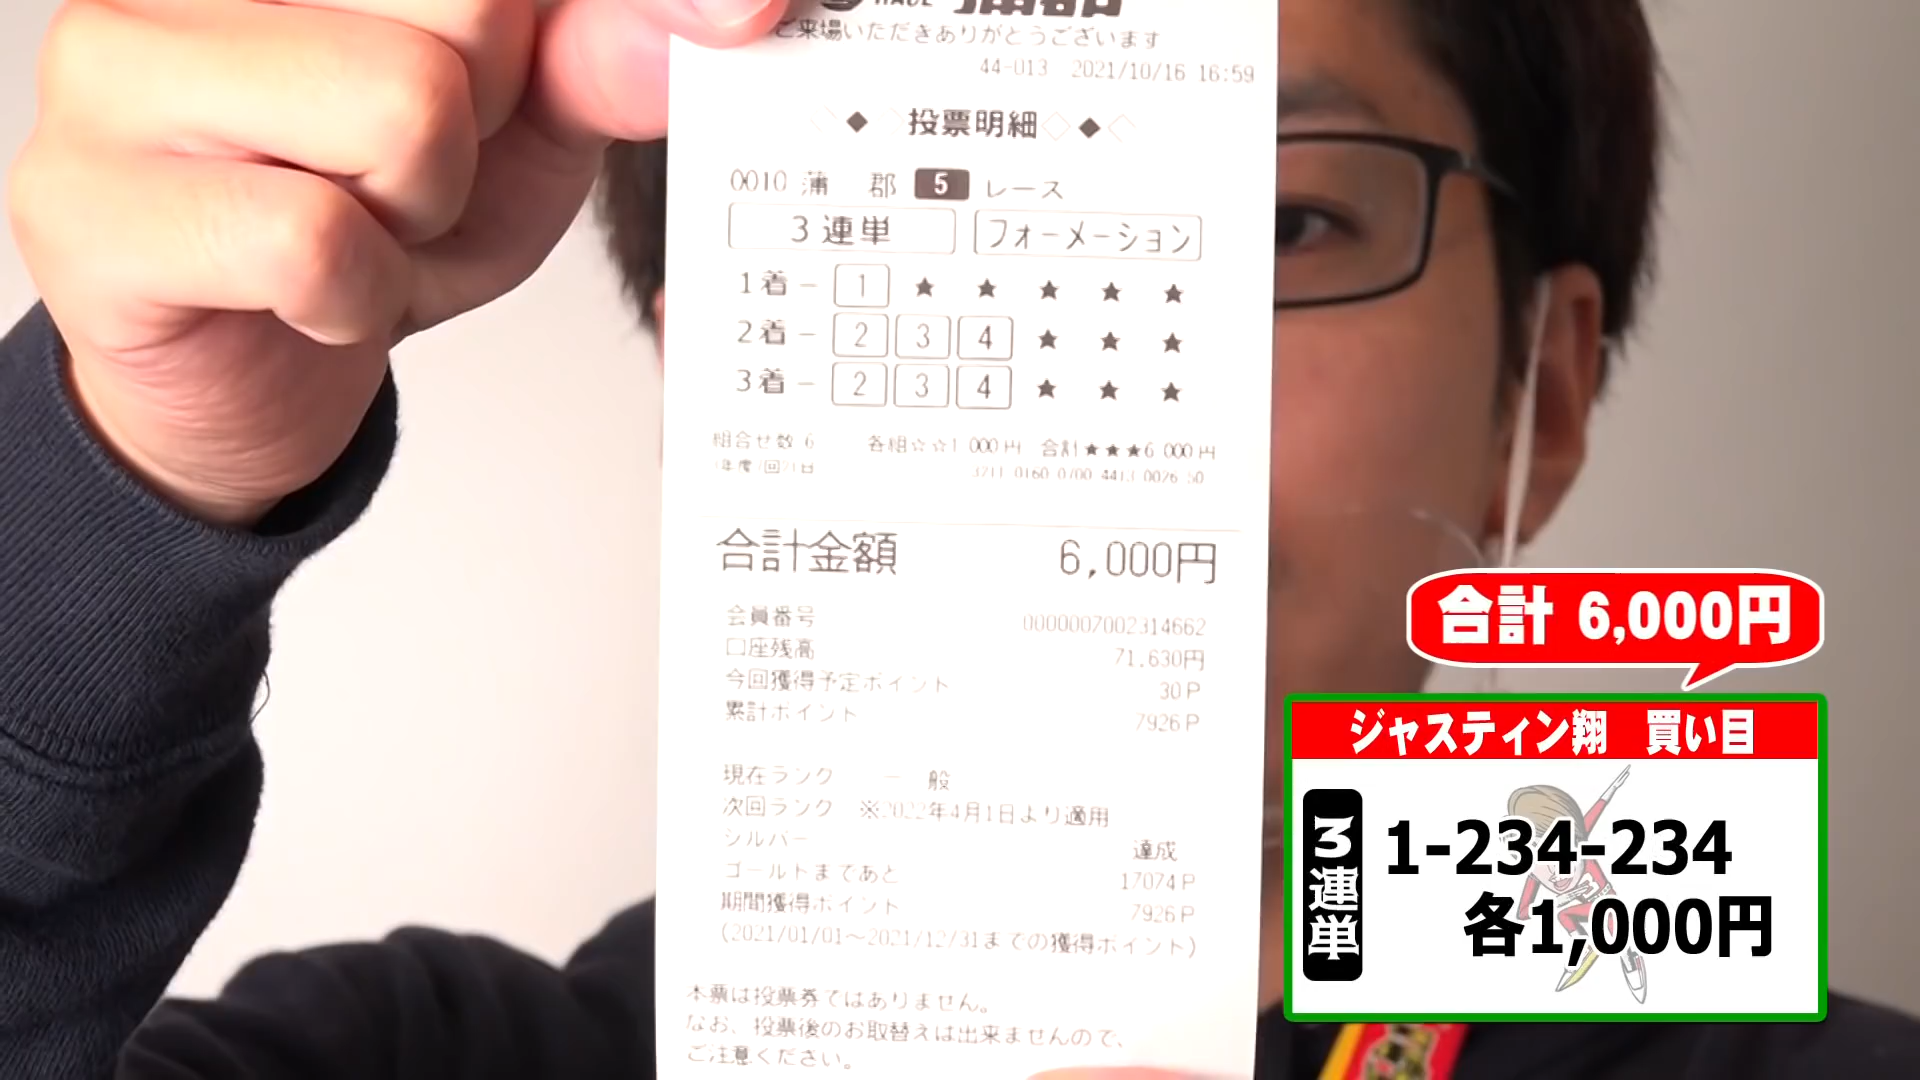 RACE 蒲郡
ご来場いただきありがとうございます
44-013 2021/10/16 16:59
◆ 投票明細 ◆
0010 蒲 郡 5 レース
3連単 フォーメーション
1着 - 1 ★ ★ ★ ★ ★
2着 - 2 3 4 ★ ★ ★
3着 - 2 3 4 ★ ★ ★
組合せ数 6 各組☆☆1 000円 合計★★★6 000円
3211 0160 0700 4413 0026 50
合計金額 6,000円
会員番号 0000007002314662
口座残高 71,630円
今回獲得予定ポイント 30P
累計ポイント 7926P
現在ランク 一 般
次回ランク ※2022年4月1日より適用
シルバー 達成
ゴールドまであと 17074P
期間獲得ポイント 7926P
(2021/01/01〜2021/12/31までの獲得ポイント)
本票は投票券ではありません。
なお、投票後のお取替えは出来ませんので、
ご注意ください。
合計 6,000円
ジャスティン翔 買い目
3連単
1-234-234
各1,000円